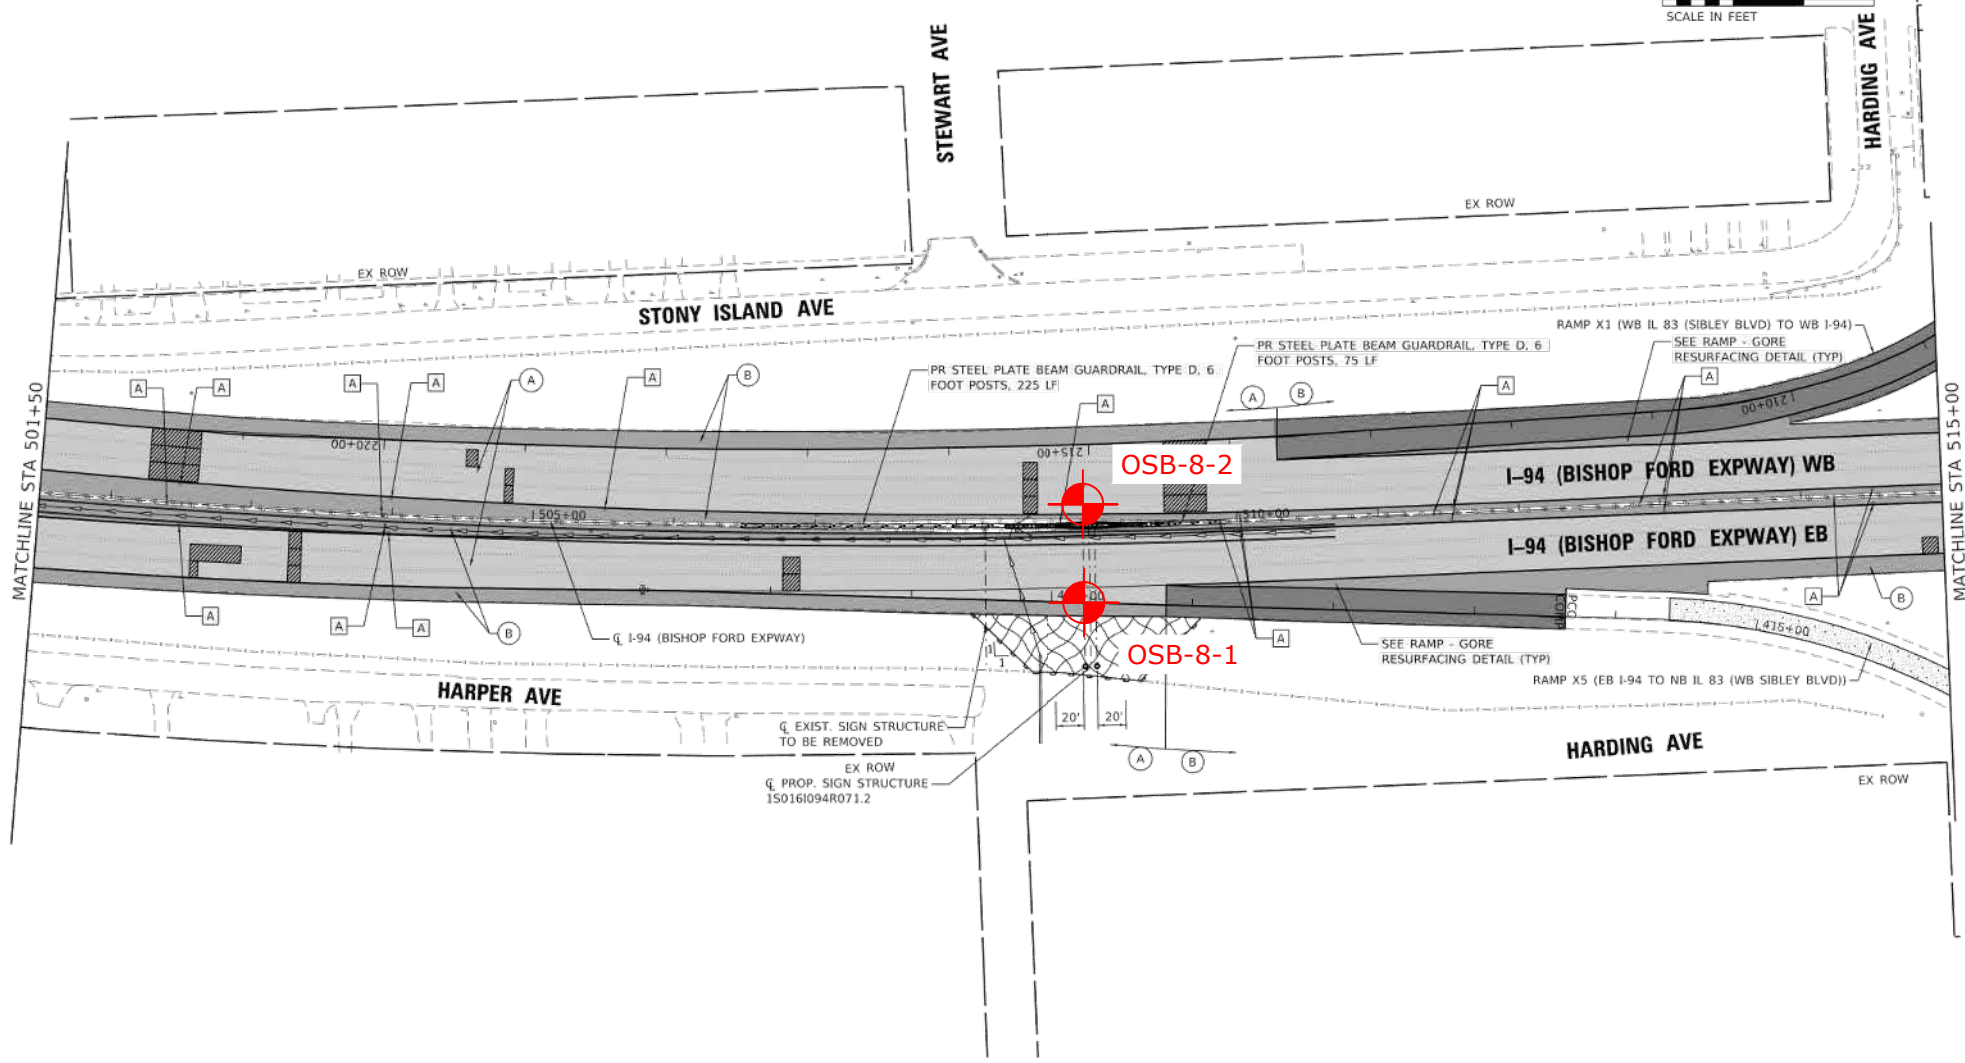 SCALE IN FEET
STEWART AVE
HARDING AVE
EX ROW
EX ROW
STONY ISLAND AVE
RAMP X1 (WB IL 83 (SIBLEY BLVD) TO WB I-94)
SEE RAMP - GORE
RESURFACING DETAIL (TYP)
PR STEEL PLATE BEAM GUARDRAIL, TYPE D, 6
FOOT POSTS, 75 LF
PR STEEL PLATE BEAM GUARDRAIL, TYPE D, 6
FOOT POSTS, 225 LF
A
A
A
A
A
A
B
A
A
B
A
A
MATCHLINE STA 501+50
MATCHLINE STA 515+00
220+00
215+00
210+00
OSB-8-2
I-94 (BISHOP FORD EXPWAY) WB
505+00
510+00
I-94 (BISHOP FORD EXPWAY) EB
PCC
A
A
A
B
A
A
B
℄ I-94 (BISHOP FORD EXPWAY)
1
1
OSB-8-1
SEE RAMP - GORE
RESURFACING DETAIL (TYP)
415+00
RAMP X5 (EB I-94 TO NB IL 83 (WB SIBLEY BLVD))
HARPER AVE
20'
20'
℄ EXIST. SIGN STRUCTURE
TO BE REMOVED
A
B
HARDING AVE
EX ROW
EX ROW
℄ PROP. SIGN STRUCTURE
1S016I094R071.2